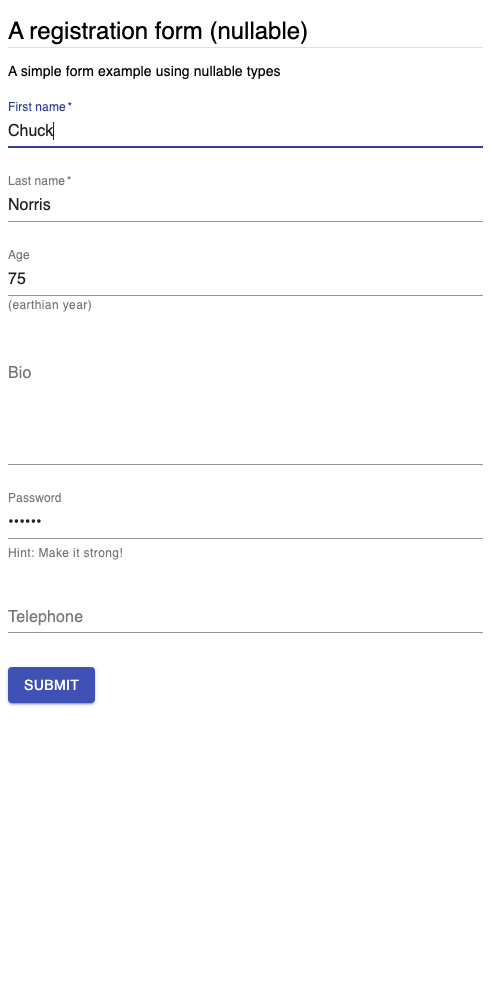 A registration form (nullable)
A simple form example using nullable types
First name *
Chuck
Last name *
Norris
Age
75
(earthian year)
Bio
Password
••••••
Hint: Make it strong!
Telephone
SUBMIT